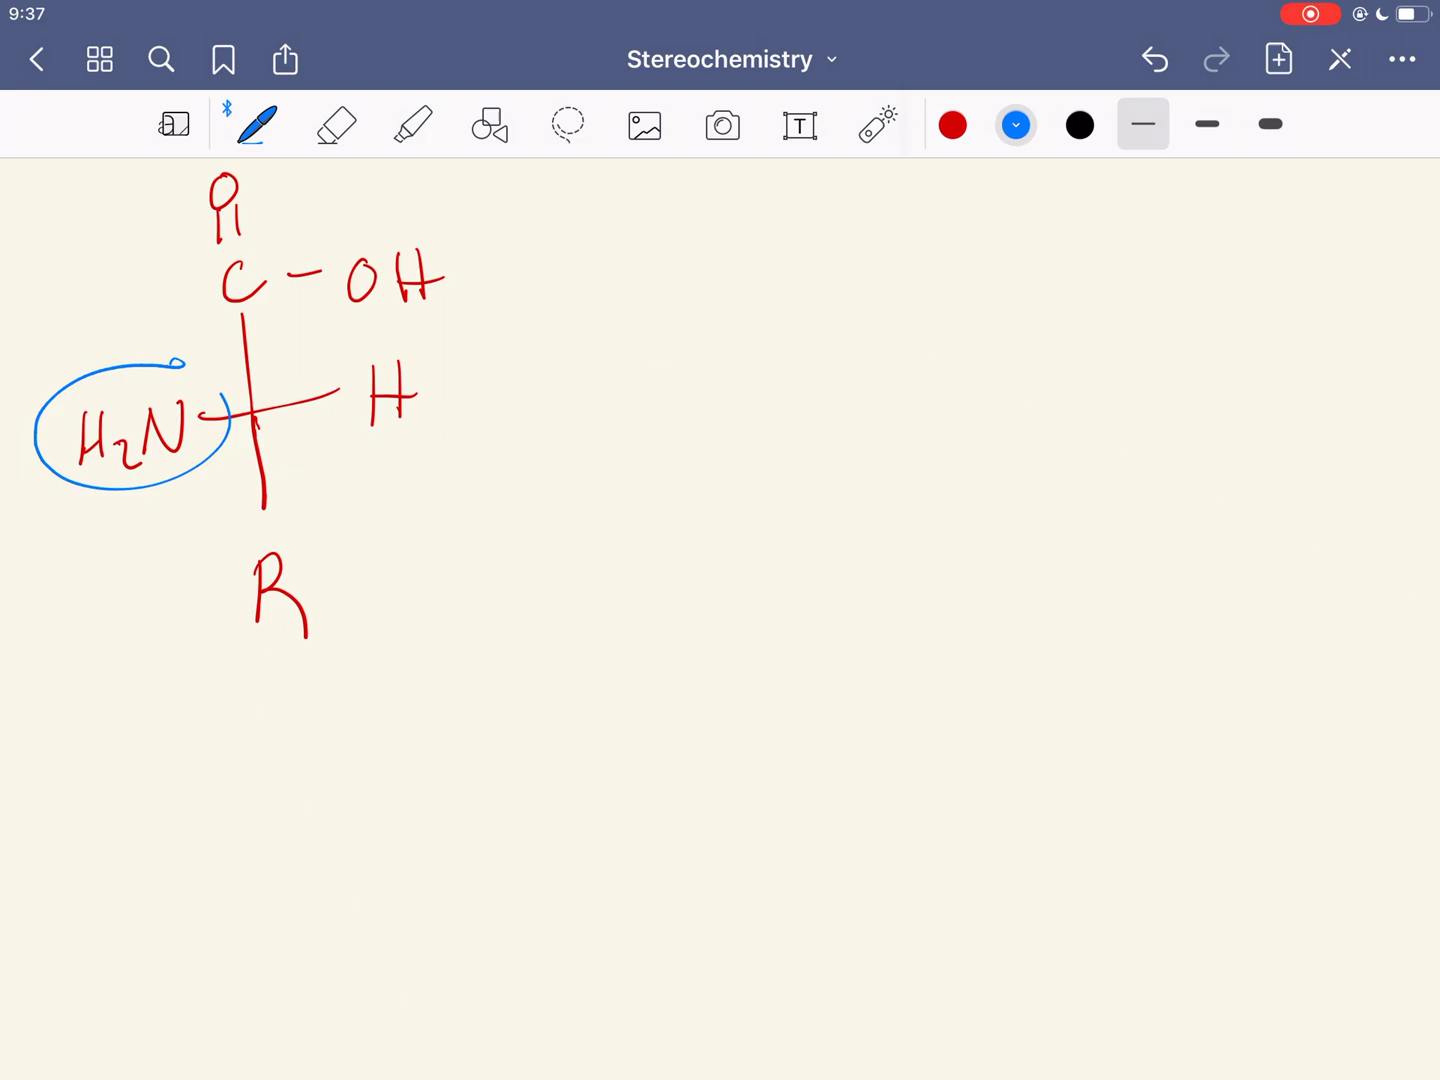 9:37
Stereochemistry
T
O
C - OH
H
H₂N
R